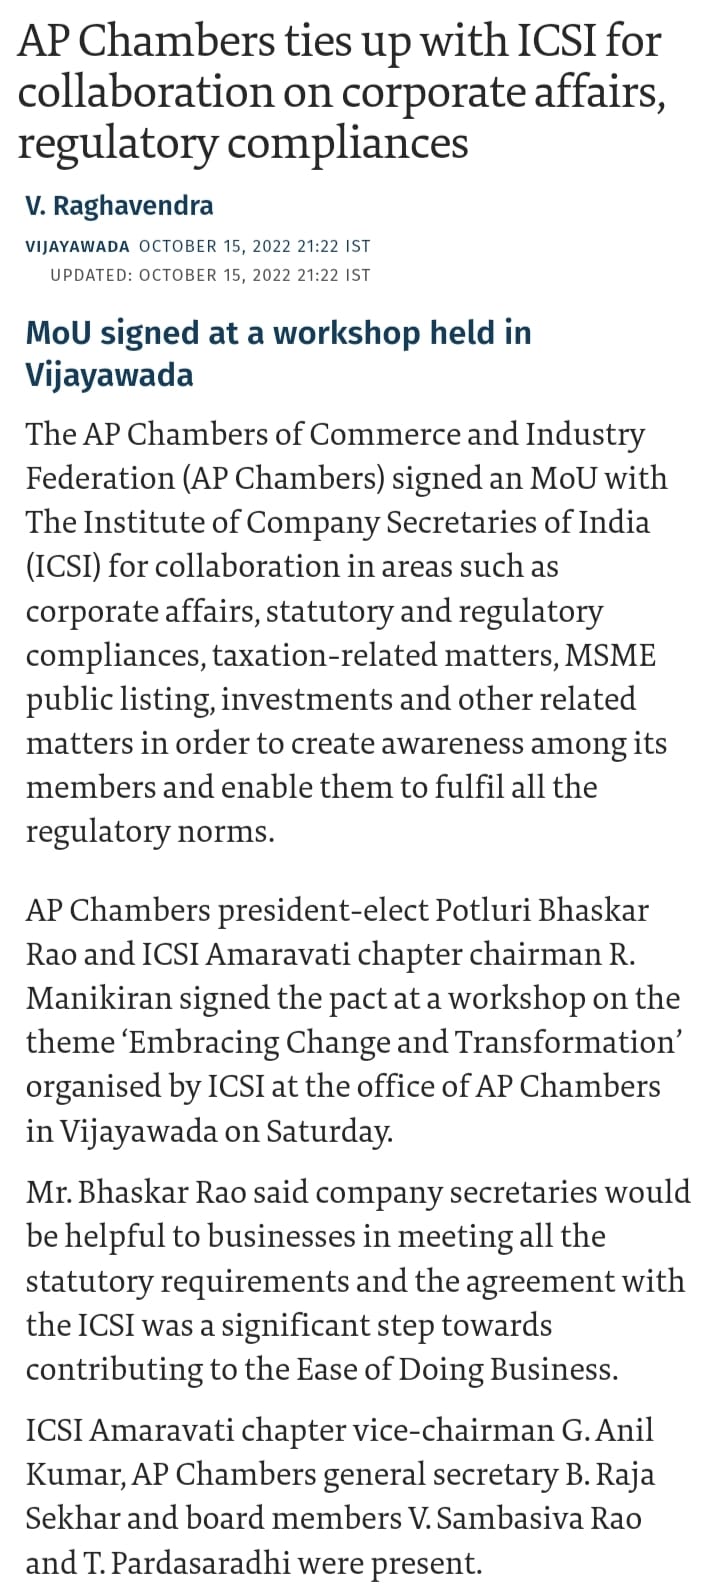 AP Chambers ties up with ICSI for
collaboration on corporate affairs,
regulatory compliances
V. Raghavendra
VIJAYAWADA OCTOBER 15, 2022 21:22 IST
UPDATED: OCTOBER 15, 2022 21:22 IST
MoU signed at a workshop held in
Vijayawada
The AP Chambers of Commerce and Industry
Federation (AP Chambers) signed an MoU with
The Institute of Company Secretaries of India
(ICSI) for collaboration in areas such as
corporate affairs, statutory and regulatory
compliances, taxation-related matters, MSME
public listing, investments and other related
matters in order to create awareness among its
members and enable them to fulfil all the
regulatory norms.
AP Chambers president-elect Potluri Bhaskar
Rao and ICSI Amaravati chapter chairman R.
Manikiran signed the pact at a workshop on the
theme ‘Embracing Change and Transformation’
organised by ICSI at the office of AP Chambers
in Vijayawada on Saturday.
Mr. Bhaskar Rao said company secretaries would
be helpful to businesses in meeting all the
statutory requirements and the agreement with
the ICSI was a significant step towards
contributing to the Ease of Doing Business.
ICSI Amaravati chapter vice-chairman G. Anil
Kumar, AP Chambers general secretary B. Raja
Sekhar and board members V. Sambasiva Rao
and T. Pardasaradhi were present.